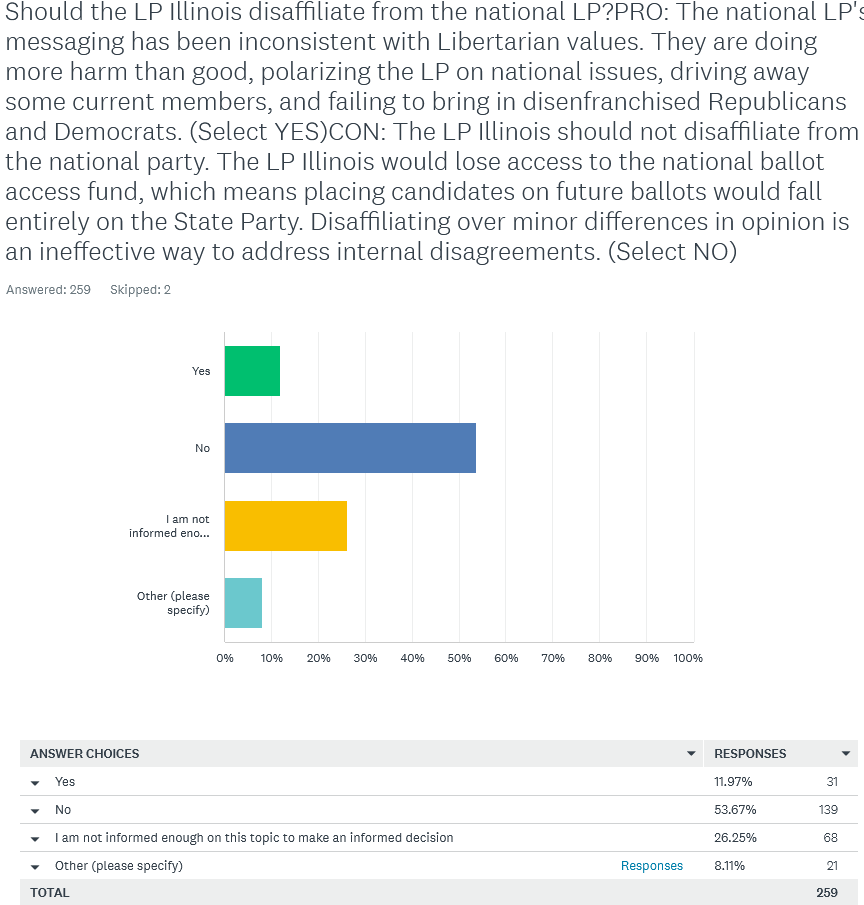 Should the LP Illinois disaffiliate from the national LP?PRO: The national LP's
messaging has been inconsistent with Libertarian values. They are doing
more harm than good, polarizing the LP on national issues, driving away
some current members, and failing to bring in disenfranchised Republicans
and Democrats. (Select YES)CON: The LP Illinois should not disaffiliate from
the national party. The LP Illinois would lose access to the national ballot
access fund, which means placing candidates on future ballots would fall
entirely on the State Party. Disaffiliating over minor differences in opinion is
an ineffective way to address internal disagreements. (Select NO)
Answered: 259 Skipped: 2
Yes
No
I am not
informed eno...
Other (please
specify)
0% 10% 20% 30% 40% 50% 60% 70% 80% 90% 100%
ANSWER CHOICES RESPONSES
Yes 11.97% 31
No 53.67% 139
I am not informed enough on this topic to make an informed decision 26.25% 68
Other (please specify) Responses 8.11% 21
TOTAL 259